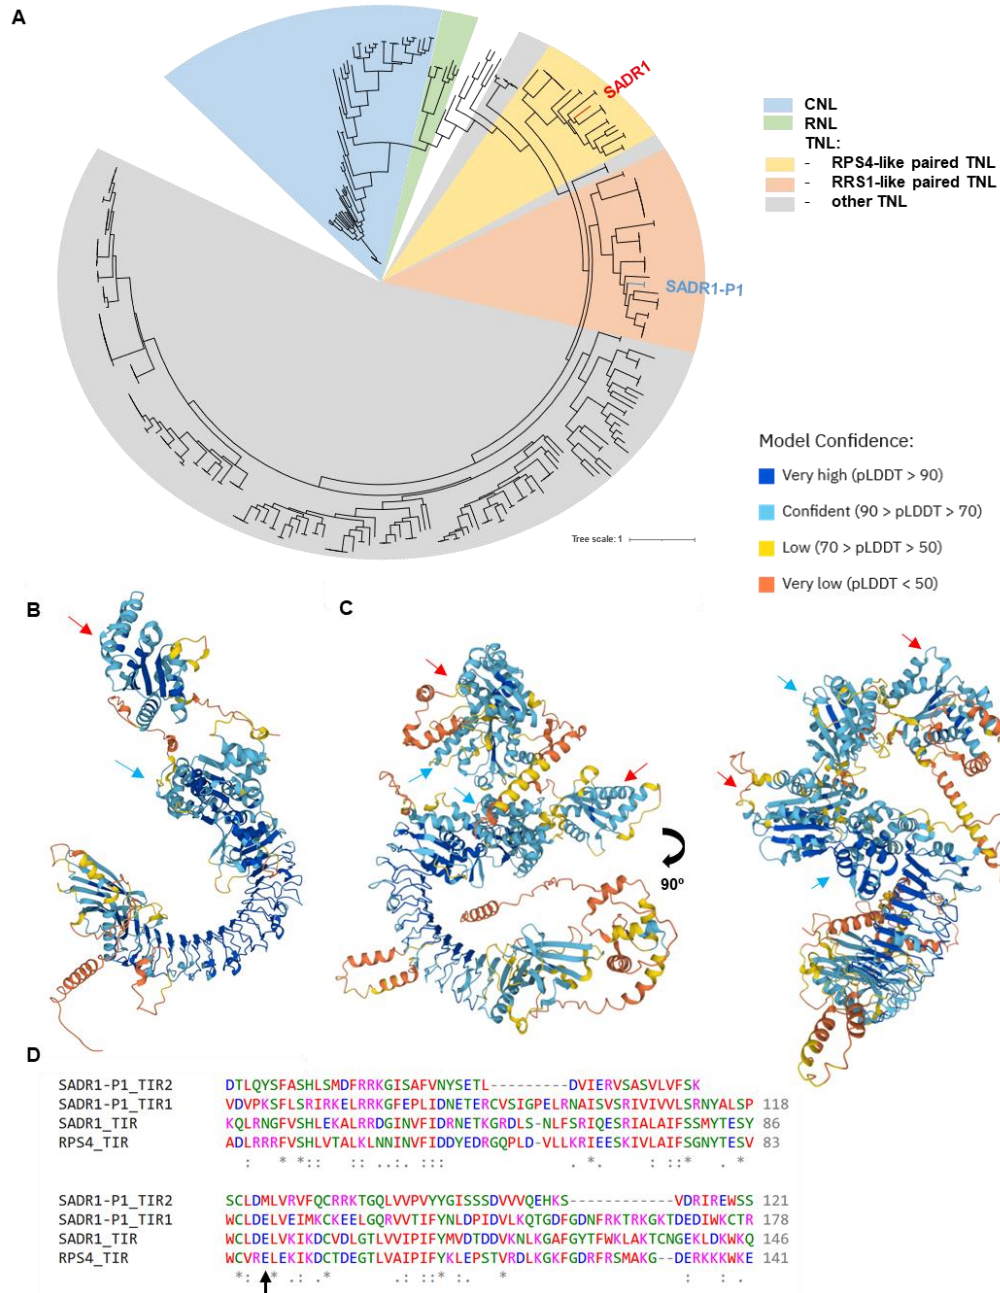 A
SADR1
CNL
RNL
TNL:
- RPS4-like paired TNL
- RRS1-like paired TNL
- other TNL
SADR1-P1
Tree scale: 1
Model Confidence:
Very high (pLDDT > 90)
Confident (90 > pLDDT > 70)
Low (70 > pLDDT > 50)
Very low (pLDDT < 50)
B
C
90º
D
SADR1-P1_TIR2 DTLQYSFASHLSMDFRRKGISAFVNYSETL---------DVIERVSASVLVFSK
SADR1-P1_TIR1 VDVPKSFLSRIRKELRRKGFEPLIDNETERCVSIGPELRNAISVSRIVIVVLSRNYALSP 118
SADR1_TIR KQLRNGFVSHLEKALRRDGINVFIDRNETKGRDLS-NLFSRIQESRIALAIFSSMYTESY 86
RPS4_TIR ADLRRRFVSHLVTALKLNNINVFIDDYEDRGQPLD-VLLKRIEESKIVLAIFSGNYTESV 83
: * *:: :: .:. :::: . *. : ::* . *
SADR1-P1_TIR2 SCLDMLVRVFQCRRKTGQLVVPVYYGISSSDVVVQEHKS-------------VDRIREWSS 121
SADR1-P1_TIR1 WCLDELVEIMKCKEELGQRVVTIFYNLDPIDVLKQTGDFGDNFRKTRKGKTDEDIWKCTR 178
SADR1_TIR WCLDELVKIKDCVDLGTLVVIPIFYMVDTDDVKNLKGAFGYTFWKLAKTCNGEKLDKWKQ 146
RPS4_TIR WCVRELEKIKDCTDEGTLVAIPIFYKLEPSTVRDLKGKFGDRFRSMAKG--DERKKKWKE 141
*: * .: * .: ::* :. * : : .